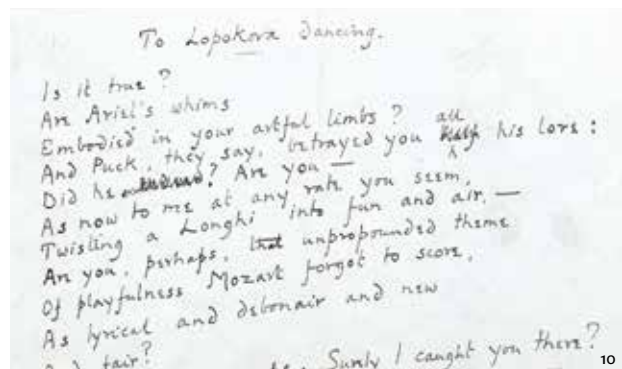 To Lopokova dancing.
Is it true?
Are Ariel's whims
Embodied in your artful limbs?
And Puck, they say, betrayed you all his lore:
Did he? Are you —
As now to me at any rate you seem,
Twisting a Longhi into fun and air, —
Are you, perhaps, that unpropounded theme
Of playfulness Mozart forgot to score,
As lyrical and debonair and new
And fair?
Surely I caught you there?
10